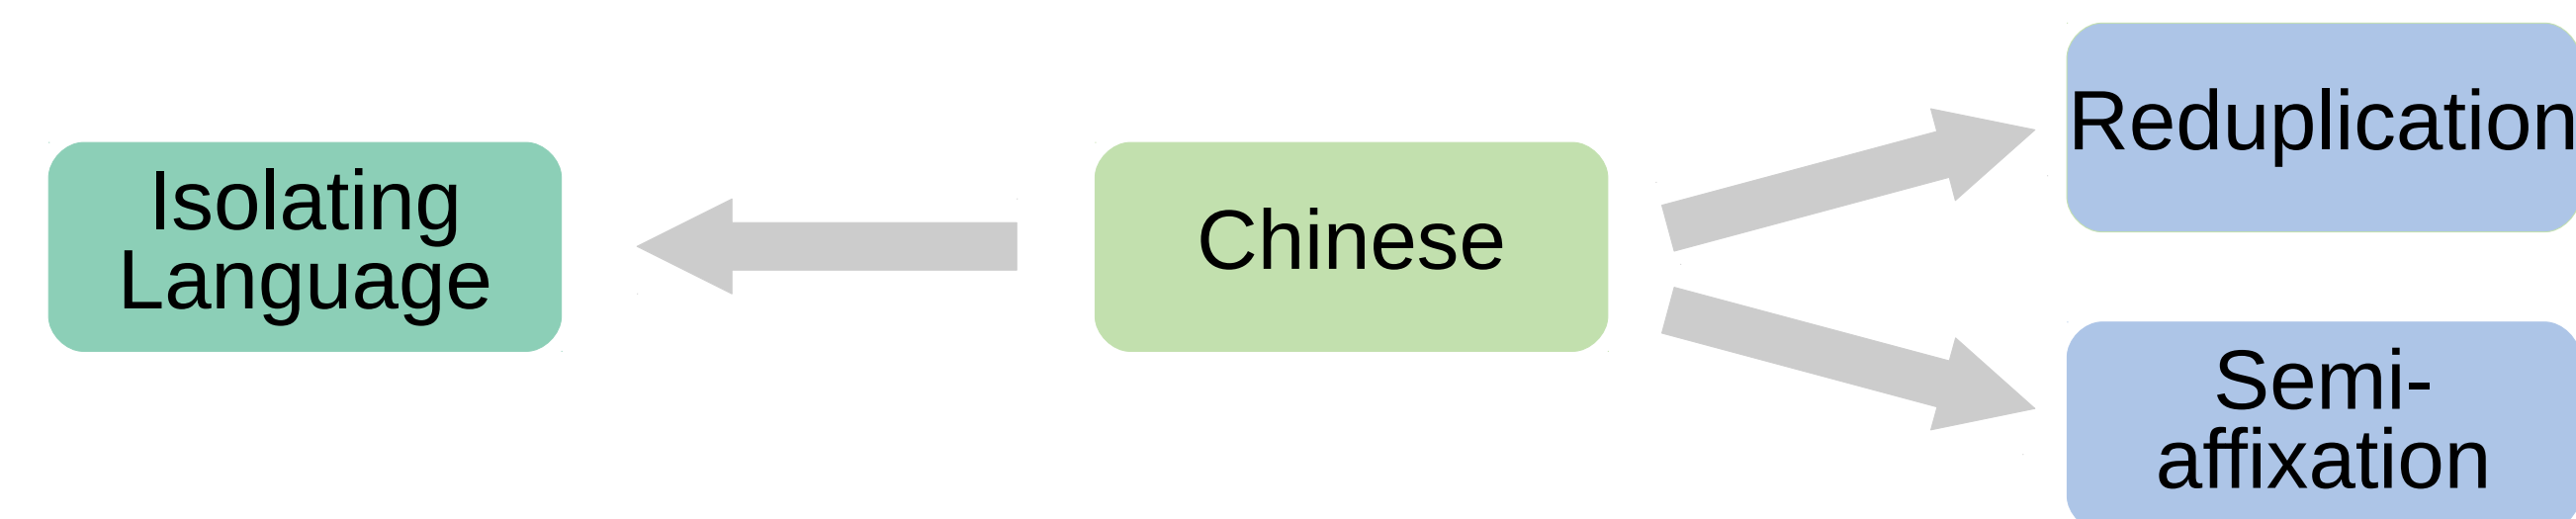 Isolating
Language
Chinese
Reduplication
Semi-
affixation